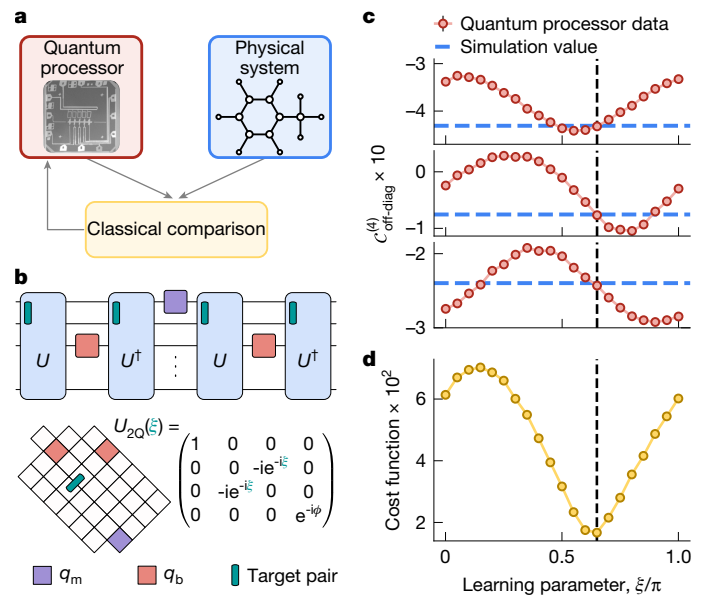 a
Quantum
processor
Physical
system
Classical comparison
b
U
U†
U
U†
U2Q(ξ) =
1 0 0 0
0 0 -ie^-iξ 0
0 -ie^-iξ 0 0
0 0 0 e^-iϕ
qm
qb
Target pair
c
Quantum processor data
Simulation value
−3
−4
0
−1
−2
−3
C(4)off-diag × 10
d
6
4
2
Cost function × 10²
0
0.5
1.0
Learning parameter, ξ/π